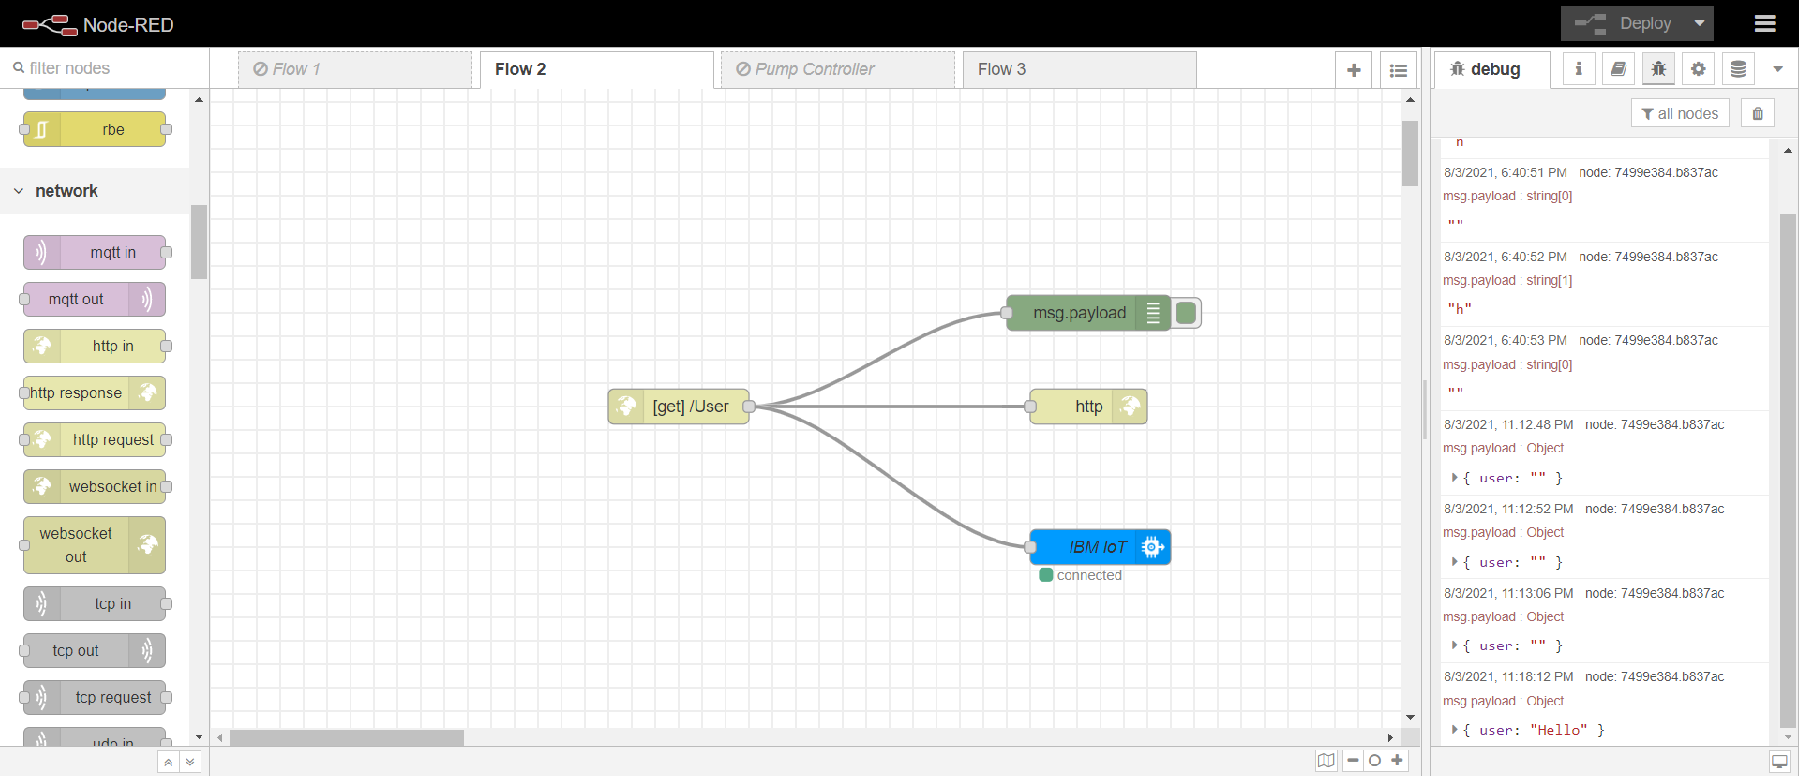 Node-RED
Deploy
filter nodes
Flow 1
Flow 2
Pump Controller
Flow 3
debug
i
all nodes
rbe
network
mqtt in
mqtt out
http in
http response
http request
websocket in
websocket
out
tcp in
tcp out
tcp request
udp in
[get] /User
msg.payload
http
IBM IoT
connected
"h"
8/3/2021, 6:40:51 PM node: 7499e384.b837ac
msg.payload : string[0]
""
8/3/2021, 6:40:52 PM node: 7499e384.b837ac
msg.payload : string[1]
"h"
8/3/2021, 6:40:53 PM node: 7499e384.b837ac
msg.payload : string[0]
""
8/3/2021, 11:12:48 PM node: 7499e384.b837ac
msg.payload : Object
{ user: "" }
8/3/2021, 11:12:52 PM node: 7499e384.b837ac
msg.payload : Object
{ user: "" }
8/3/2021, 11:13:06 PM node: 7499e384.b837ac
msg.payload : Object
{ user: "" }
8/3/2021, 11:18:12 PM node: 7499e384.b837ac
msg.payload : Object
{ user: "Hello" }